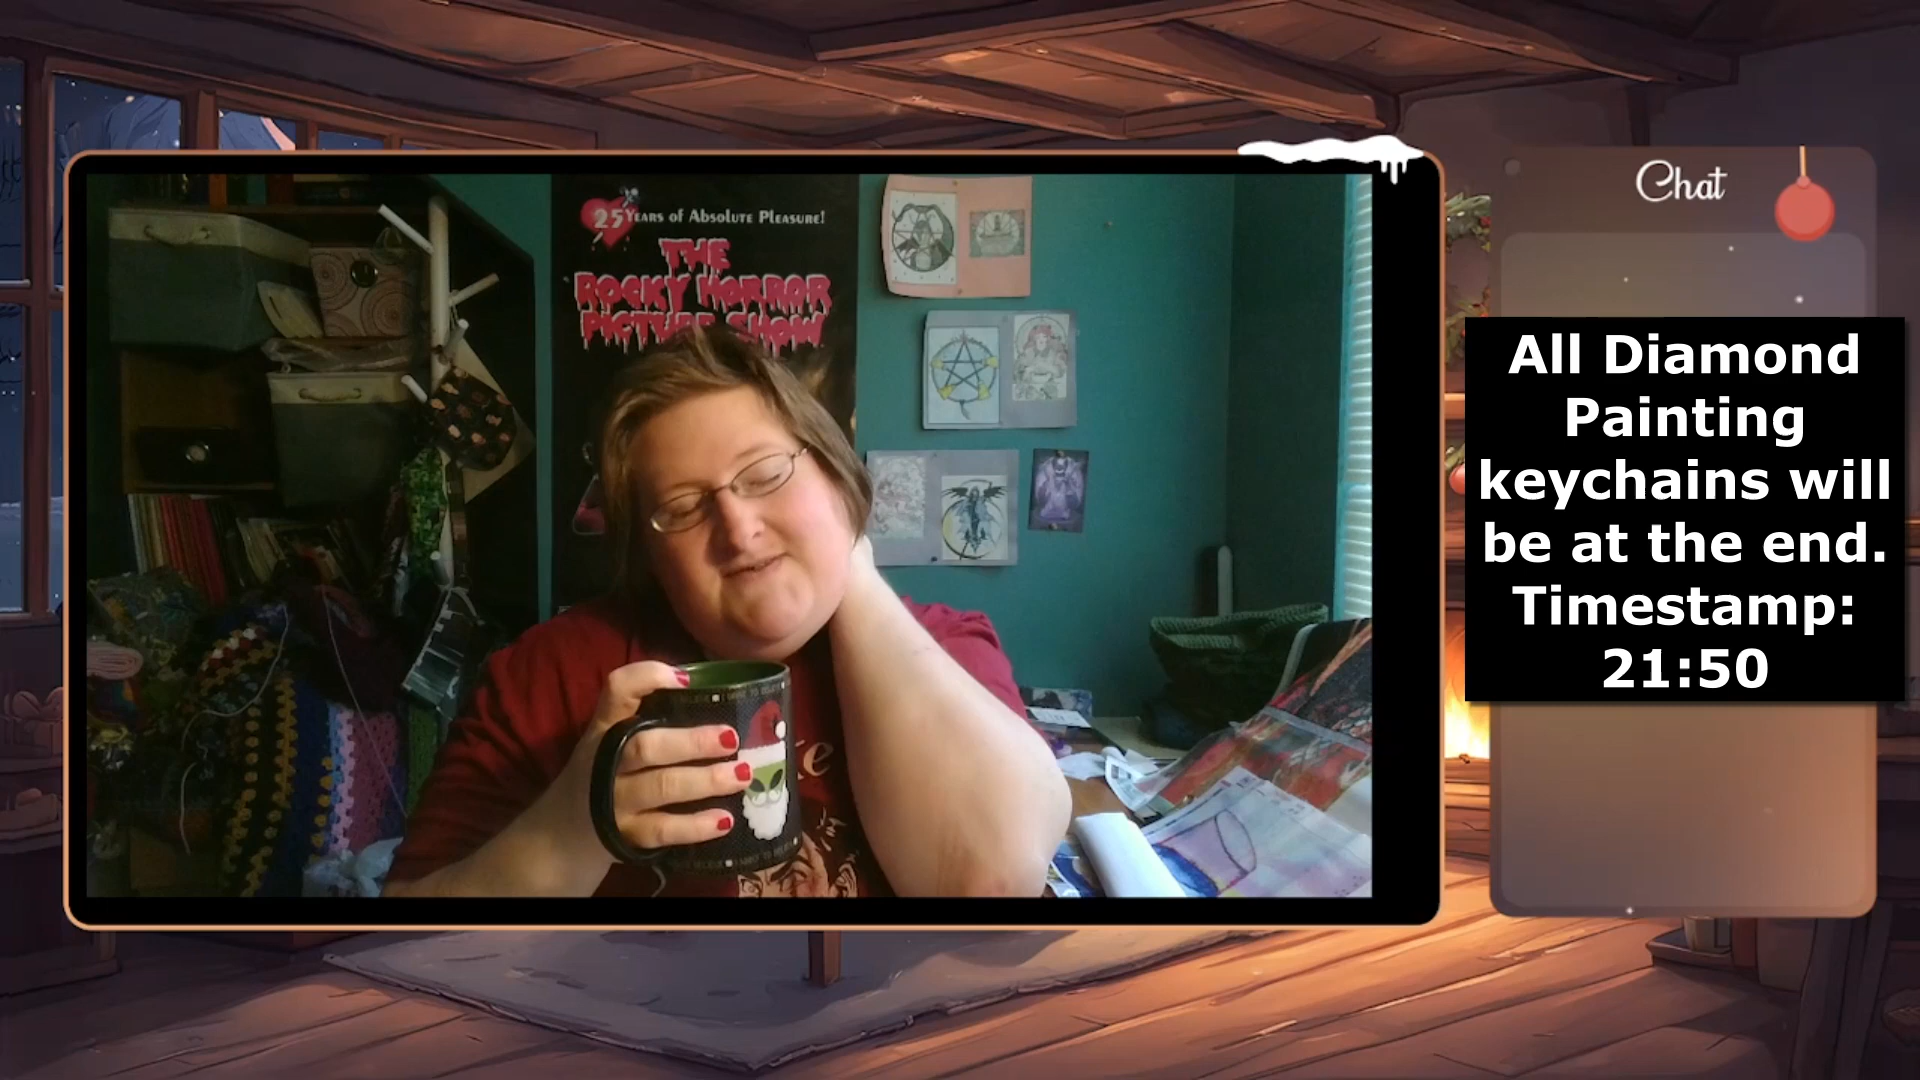 25 Years of Absolute Pleasure!
THE
ROCKY HORROR
PICTURE SHOW
Chat
All Diamond
Painting
keychains will
be at the end.
Timestamp:
21:50